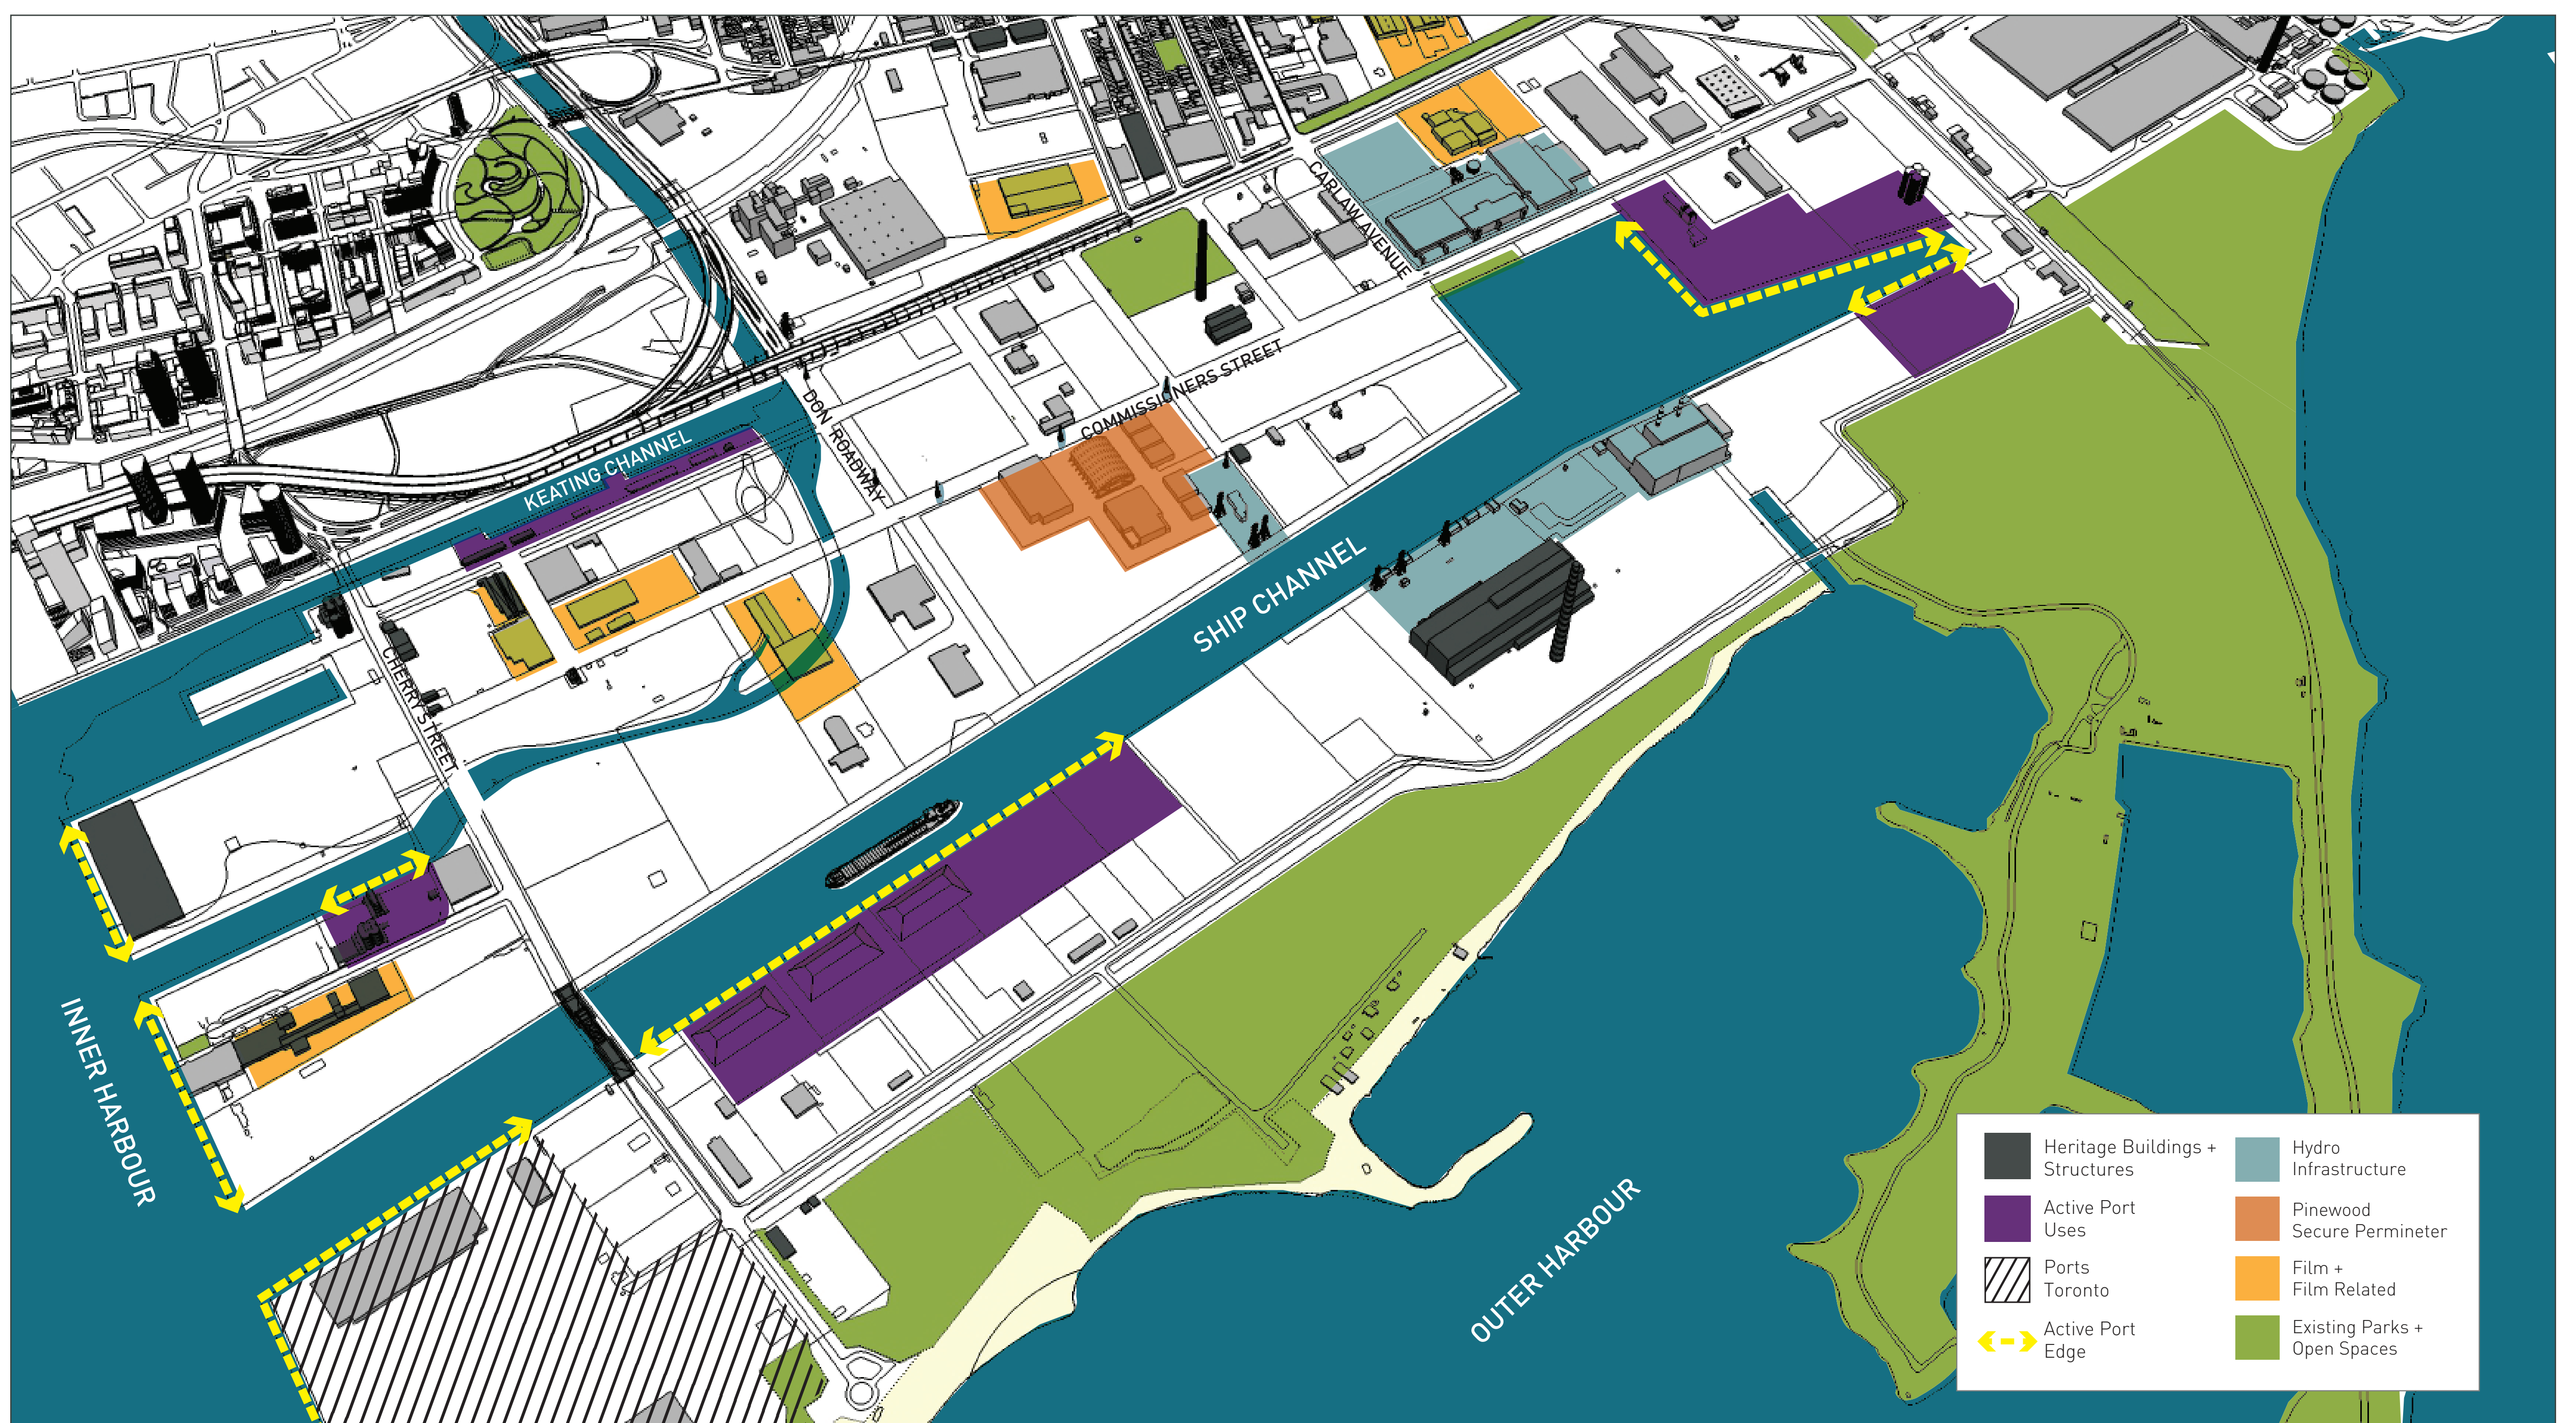 CARLAW AVENUE
DON ROADWAY
COMMISSIONERS STREET
KEATING CHANNEL
SHIP CHANNEL
CHERRY STREET
INNER HARBOUR
OUTER HARBOUR
Heritage Buildings +
Structures
Active Port
Uses
Ports
Toronto
Active Port
Edge
Hydro
Infrastructure
Pinewood
Secure Permineter
Film +
Film Related
Existing Parks +
Open Spaces